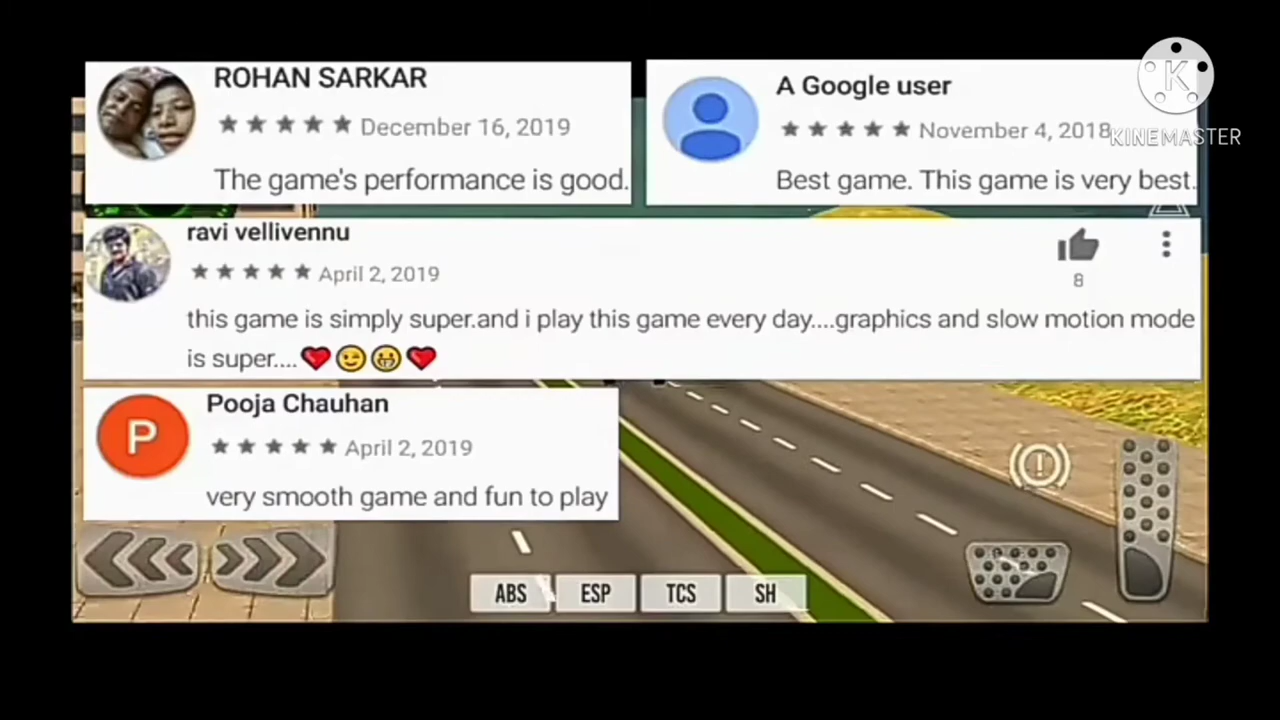 ROHAN SARKAR
★ ★ ★ ★ ★ December 16, 2019
The game's performance is good.
A Google user
★ ★ ★ ★ ★ November 4, 2018
Best game. This game is very best.
K
KINEMASTER
ravi vellivennu
★ ★ ★ ★ ★ April 2, 2019
8
this game is simply super.and i play this game every day....graphics and slow motion mode
is super....❤😉😁❤
P
Pooja Chauhan
★ ★ ★ ★ ★ April 2, 2019
very smooth game and fun to play
ABS ESP TCS SH